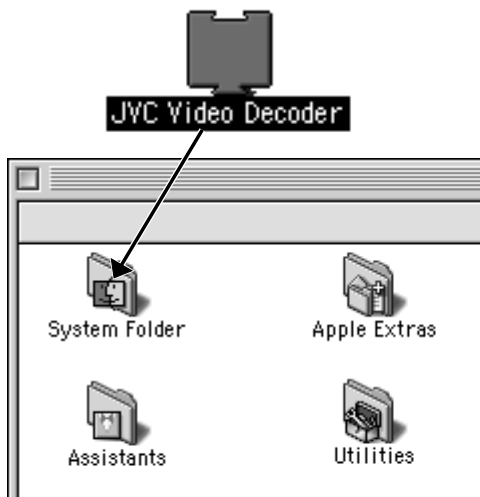 JVC Video Decoder
System Folder
Apple Extras
Assistants
Utilities